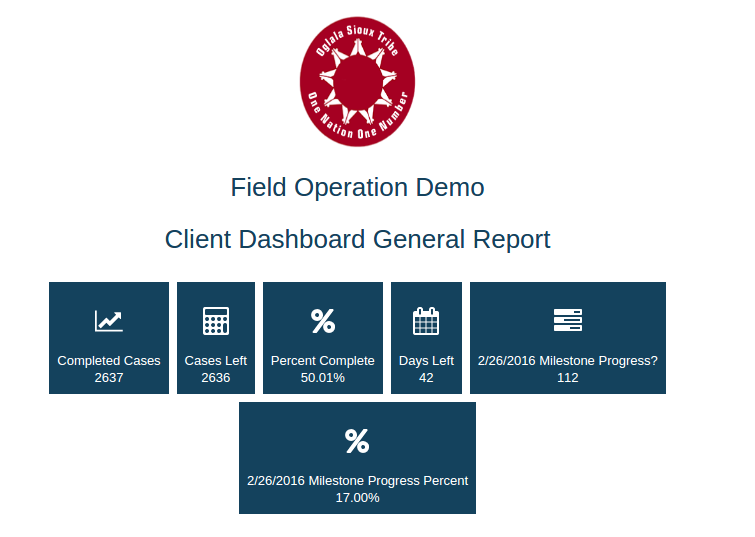 Oglala Sioux Tribe
One Nation One Number
Field Operation Demo
Client Dashboard General Report
Completed Cases
2637
Cases Left
2636
Percent Complete
50.01%
Days Left
42
2/26/2016 Milestone Progress?
112
2/26/2016 Milestone Progress Percent
17.00%